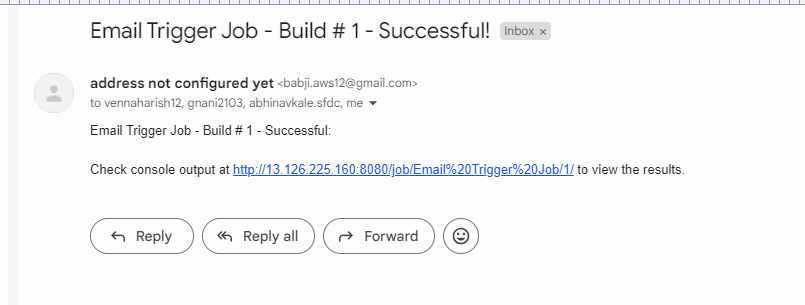 Email Trigger Job - Build # 1 - Successful! Inbox ×
address not configured yet <babji.aws12@gmail.com>
to vennaharish12, gnani2103, abhinavkale.sfdc, me
Email Trigger Job - Build # 1 - Successful:
Check console output at http://13.126.225.160:8080/job/Email%20Trigger%20Job/1/ to view the results.
Reply Reply all Forward